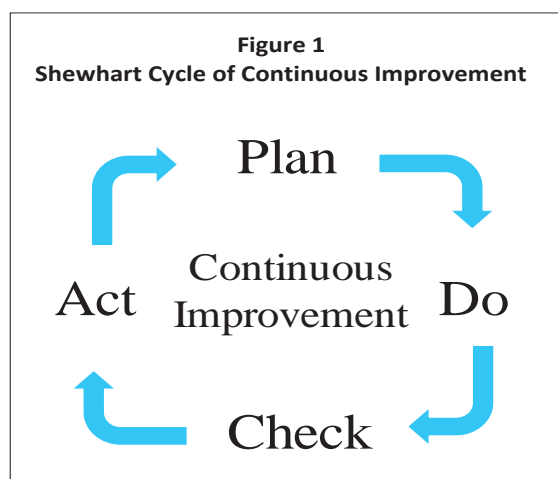 Figure 1
Shewhart Cycle of Continuous Improvement
Plan
Continuous
Improvement
Act
Do
Check